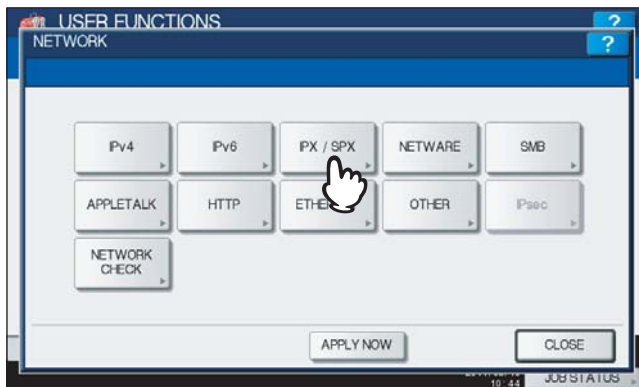 USER FUNCTIONS
?
NETWORK
?
IPv4
IPv6
IPX / SPX
NETWARE
SMB
APPLETALK
HTTP
OTHER
IPsec
NETWORK
CHECK
APPLY NOW
CLOSE
10:44
JOB STATUS